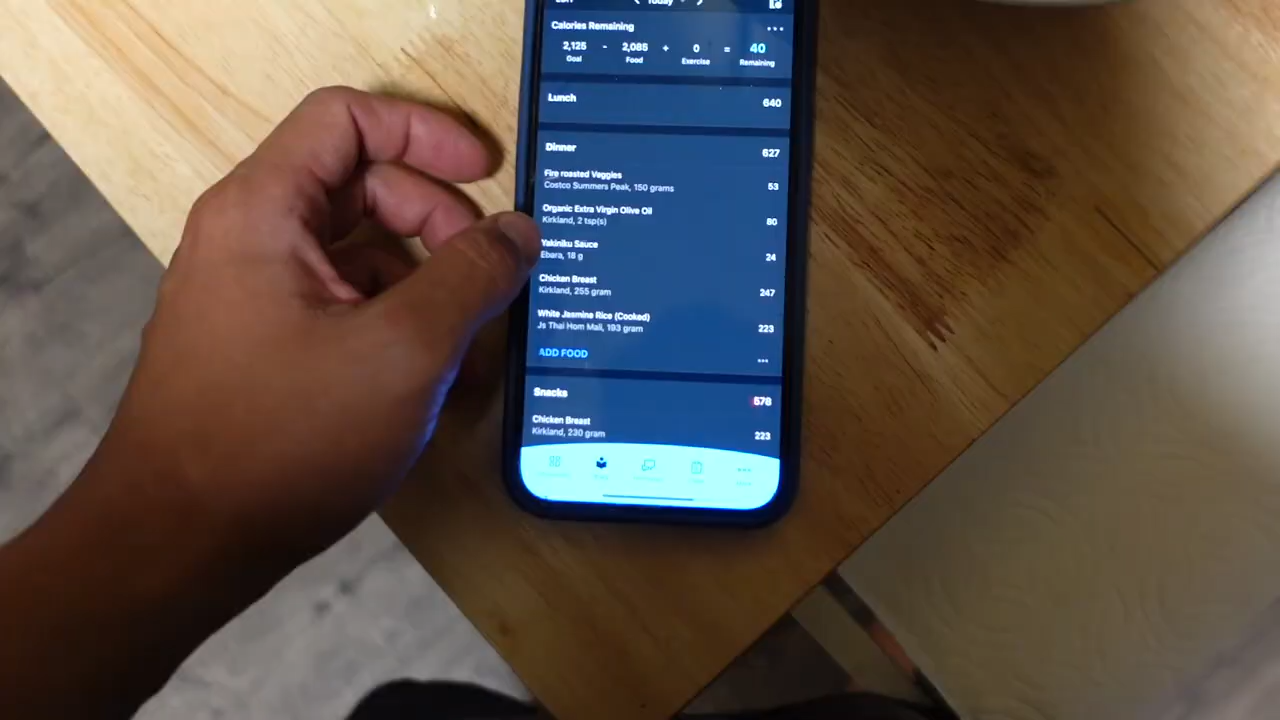 Today
Calories Remaining
2,125 - 2,085 + 0 = 40
Goal Food Exercise Remaining
Lunch 640
Dinner 627
Fire roasted Veggies
Costco Summers Peak, 150 grams 53
Organic Extra Virgin Olive Oil
Kirkland, 2 tsp(s) 80
Yakiniku Sauce
Ebara, 18 g 24
Chicken Breast
Kirkland, 255 gram 247
White Jasmine Rice (Cooked)
Js Thai Hom Mali, 193 gram 223
ADD FOOD
Snacks 578
Chicken Breast
Kirkland, 230 gram 223